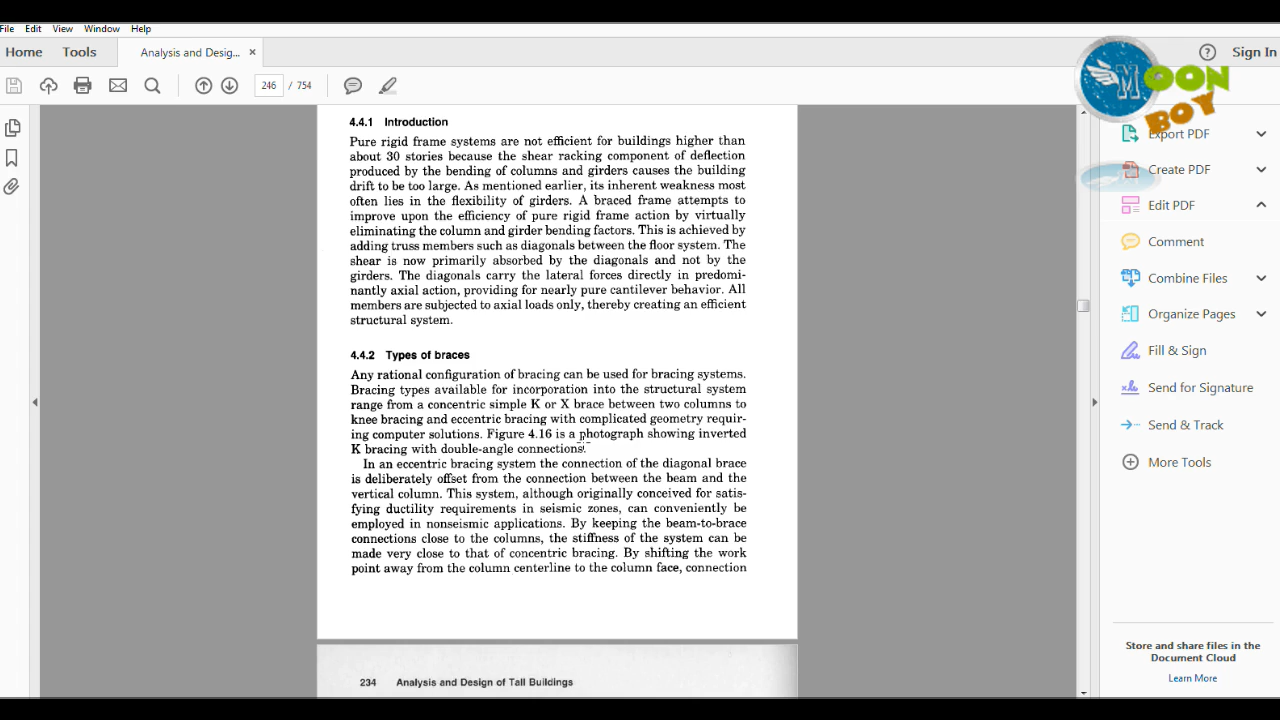 File Edit View Window Help
Home Tools Analysis and Desig... × Sign In
246 / 754
MOON
BOY
4.4.1 Introduction
Pure rigid frame systems are not efficient for buildings higher than
about 30 stories because the shear racking component of deflection
produced by the bending of columns and girders causes the building
drift to be too large. As mentioned earlier, its inherent weakness most
often lies in the flexibility of girders. A braced frame attempts to
improve upon the efficiency of pure rigid frame action by virtually
eliminating the column and girder bending factors. This is achieved by
adding truss members such as diagonals between the floor system. The
shear is now primarily absorbed by the diagonals and not by the
girders. The diagonals carry the lateral forces directly in predomi-
nantly axial action, providing for nearly pure cantilever behavior. All
members are subjected to axial loads only, thereby creating an efficient
structural system.
4.4.2 Types of braces
Any rational configuration of bracing can be used for bracing systems.
Bracing types available for incorporation into the structural system
range from a concentric simple K or X brace between two columns to
knee bracing and eccentric bracing with complicated geometry requir-
ing computer solutions. Figure 4.16 is a photograph showing inverted
K bracing with double-angle connections.
In an eccentric bracing system the connection of the diagonal brace
is deliberately offset from the connection between the beam and the
vertical column. This system, although originally conceived for satis-
fying ductility requirements in seismic zones, can conveniently be
employed in nonseismic applications. By keeping the beam-to-brace
connections close to the columns, the stiffness of the system can be
made very close to that of concentric bracing. By shifting the work
point away from the column centerline to the column face, connection
234 Analysis and Design of Tall Buildings
Export PDF
Create PDF
Edit PDF
Comment
Combine Files
Organize Pages
Fill & Sign
Send for Signature
Send & Track
More Tools
Store and share files in the
Document Cloud
Learn More